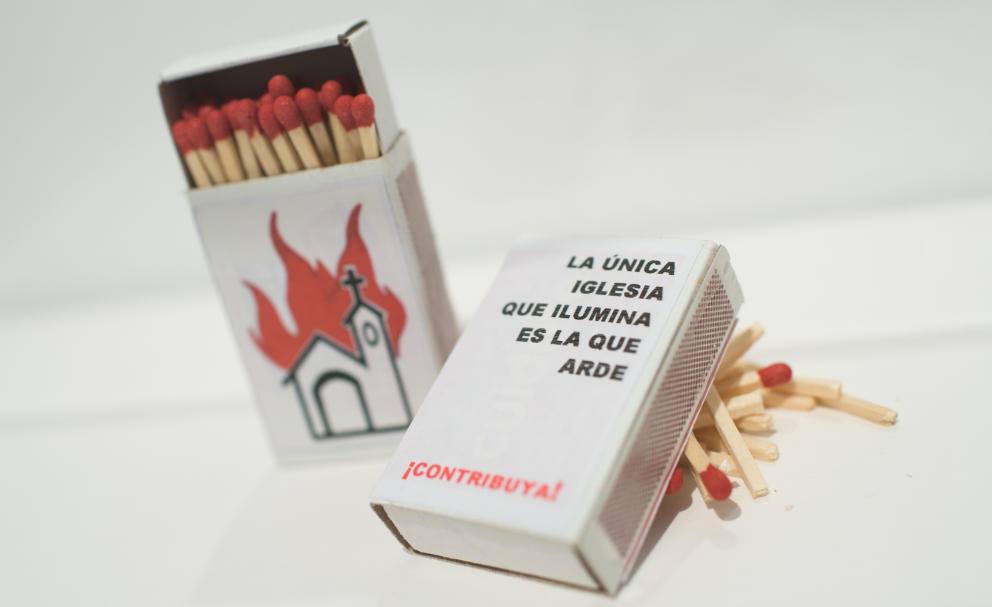 LA ÚNICA
IGLESIA
QUE ILUMINA
ES LA QUE
ARDE
¡CONTRIBUYA!